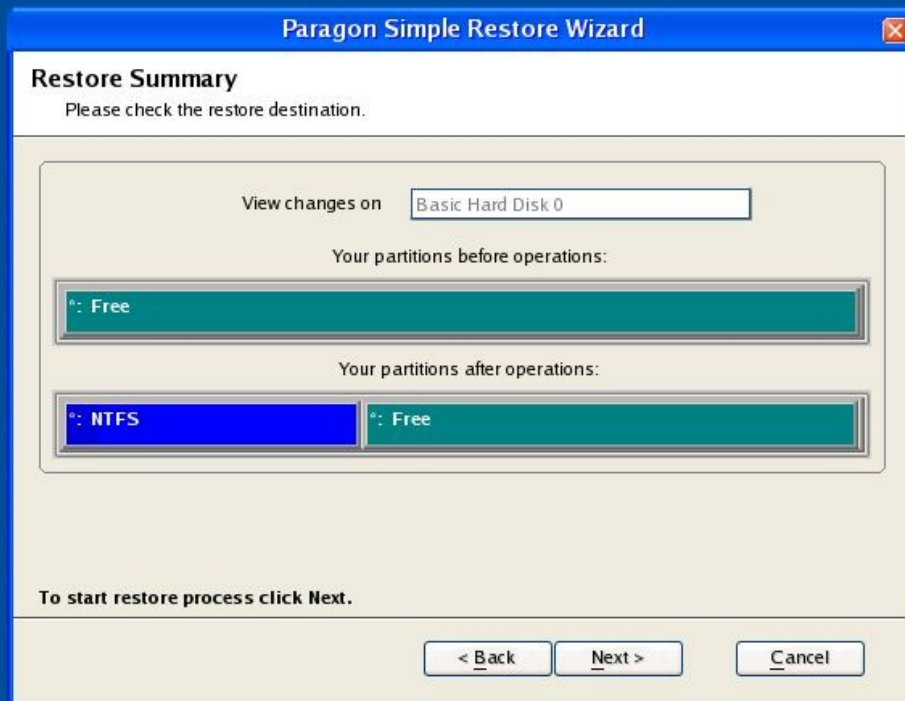 Paragon Simple Restore Wizard
Restore Summary
Please check the restore destination.
View changes on Basic Hard Disk 0
Your partitions before operations:
*: Free
Your partitions after operations:
*: NTFS *: Free
To start restore process click Next.
< Back Next > Cancel